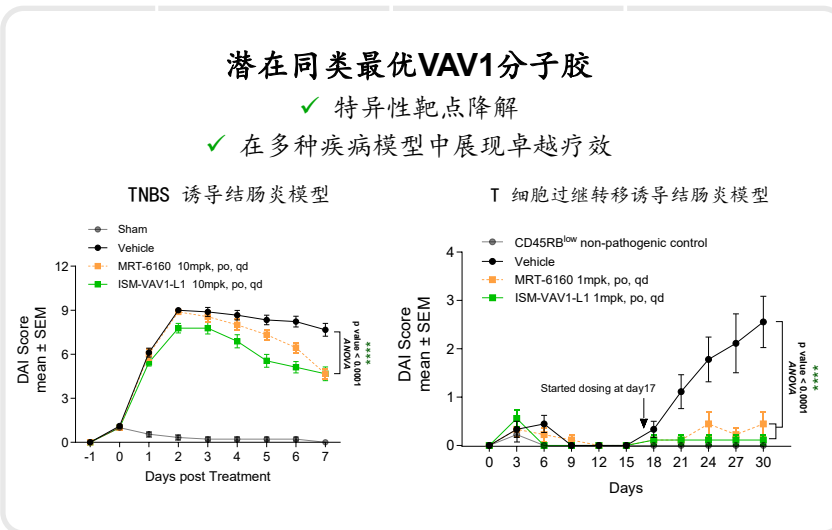 潜在同类最优VAV1分子胶
✓ 特异性靶点降解
✓ 在多种疾病模型中展现卓越疗效
TNBS 诱导结肠炎模型
Sham
Vehicle
MRT-6160 10mpk, po, qd
ISM-VAV1-L1 10mpk, po, qd
DAI Score
mean ± SEM
12
9
6
3
0
-1 0 1 2 3 4 5 6 7
Days post Treatment
****
p value < 0.0001
ANOVA
T 细胞过继转移诱导结肠炎模型
CD45RBlow non-pathogenic control
Vehicle
MRT-6160 1mpk, po, qd
ISM-VAV1-L1 1mpk, po, qd
DAI Score
mean ± SEM
4
3
2
1
0
Started dosing at day17
0 3 6 9 12 15 18 21 24 27 30
Days
****
p value < 0.0001
ANOVA